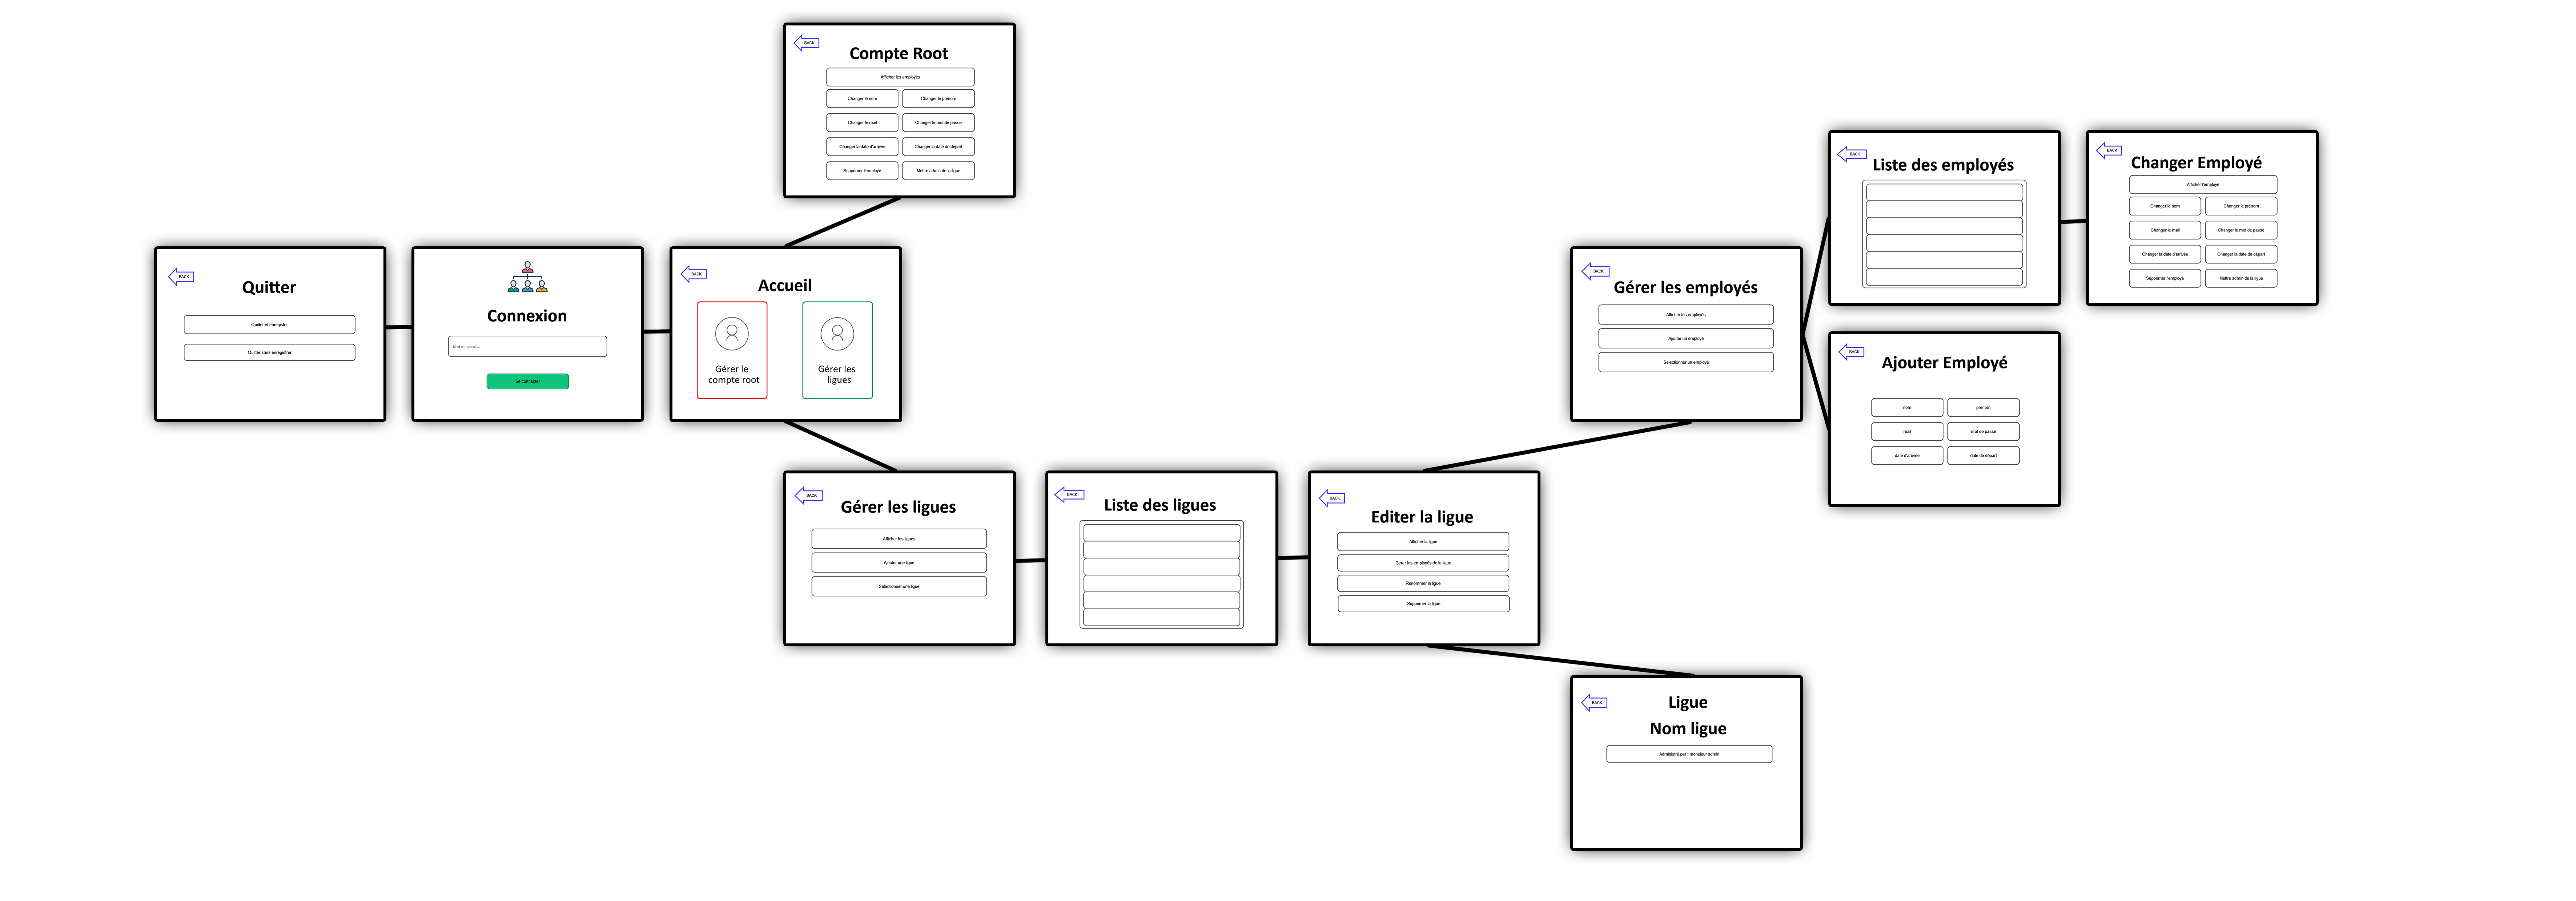 BACK
Compte Root
Afficher les employés
Changer le nom
Changer le prénom
Changer le mail
Changer le mot de passe
Changer la date d'arrivée
Changer la date de départ
Supprimer l'employé
Mettre admin de la ligue
BACK
Quitter
Quitter et enregister
Quitter sans enregistrer
Connexion
Mot de passe ...
Se connecter
BACK
Accueil
Gérer le
compte root
Gérer les
ligues
BACK
Gérer les ligues
Afficher les ligues
Ajouter une ligue
Selectionner une ligue
BACK
Liste des ligues
BACK
Editer la ligue
Afficher la ligue
Gerer les employés de la ligue
Renommer la ligue
Supprimer la ligue
BACK
Gérer les employés
Afficher les employés
Ajouter un employé
Selectionner un employé
BACK
Liste des employés
BACK
Changer Employé
Afficher l'employé
Changer le nom
Changer le prénom
Changer le mail
Changer le mot de passe
Changer la date d'arrivée
Changer la date de départ
Supprimer l'employé
Mettre admin de la ligue
BACK
Ajouter Employé
nom
prénom
mail
mot de passe
date d'arrivée
date de départ
BACK
Ligue
Nom ligue
Administré par : monsieur admin